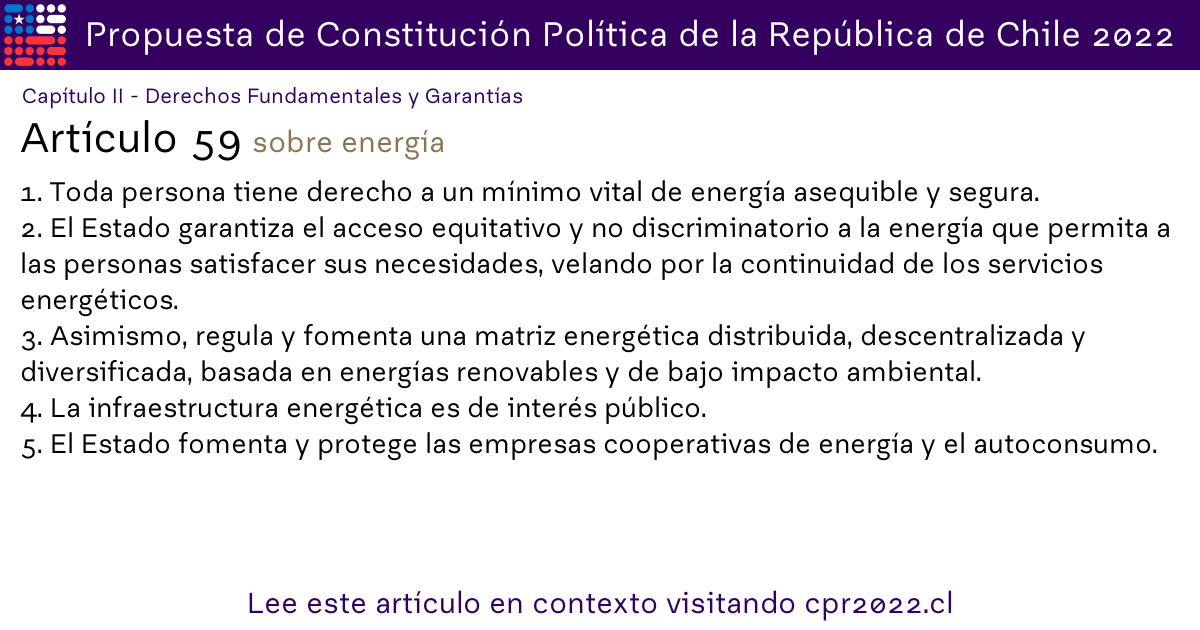 Propuesta de Constitución Política de la República de Chile 2022
Capítulo II - Derechos Fundamentales y Garantías
Artículo 59 sobre energía
1. Toda persona tiene derecho a un mínimo vital de energía asequible y segura.
2. El Estado garantiza el acceso equitativo y no discriminatorio a la energía que permita a
las personas satisfacer sus necesidades, velando por la continuidad de los servicios
energéticos.
3. Asimismo, regula y fomenta una matriz energética distribuida, descentralizada y
diversificada, basada en energías renovables y de bajo impacto ambiental.
4. La infraestructura energética es de interés público.
5. El Estado fomenta y protege las empresas cooperativas de energía y el autoconsumo.
Lee este artículo en contexto visitando cpr2022.cl